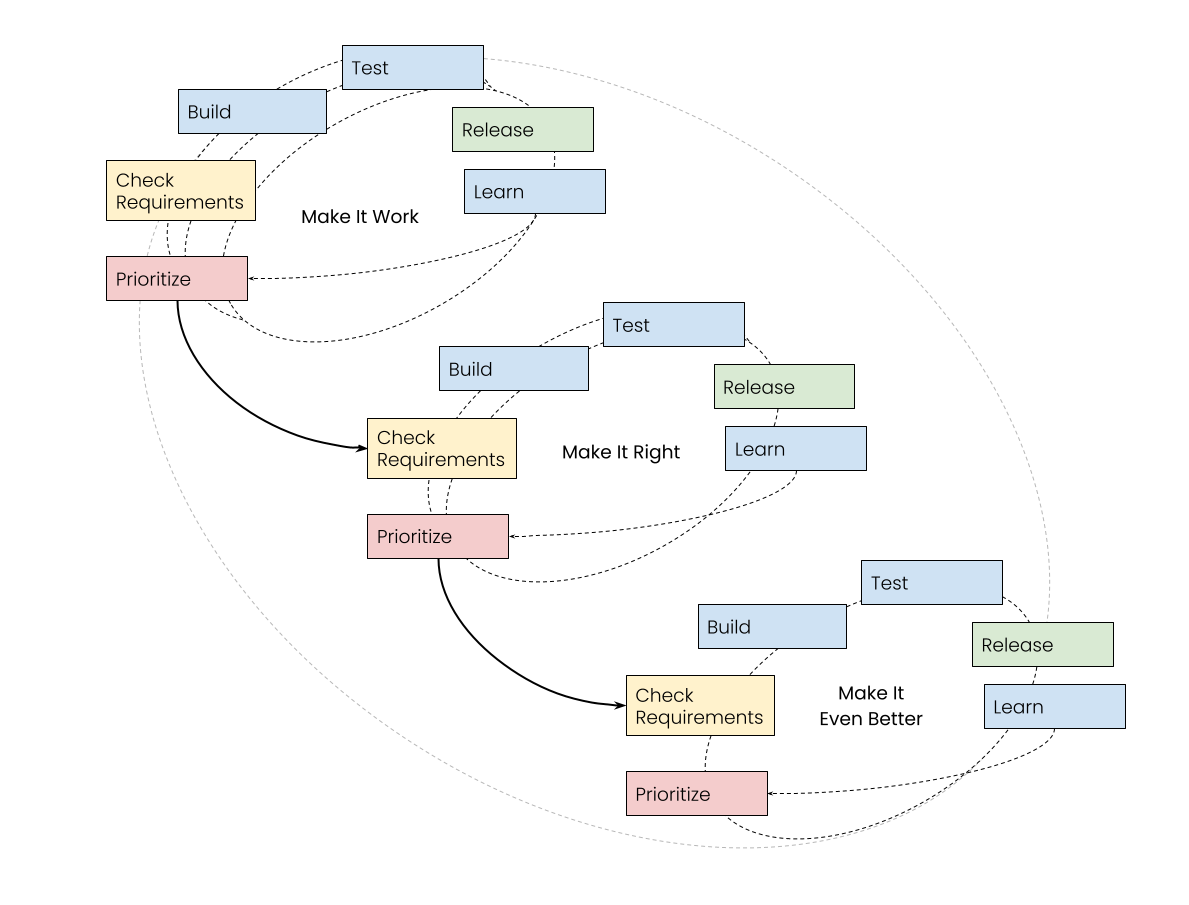 Test
Build
Release
Check
Requirements
Learn
Make It Work
Prioritize
Test
Build
Release
Check
Requirements
Make It Right
Learn
Prioritize
Test
Build
Release
Check
Requirements
Make It
Even Better
Learn
Prioritize